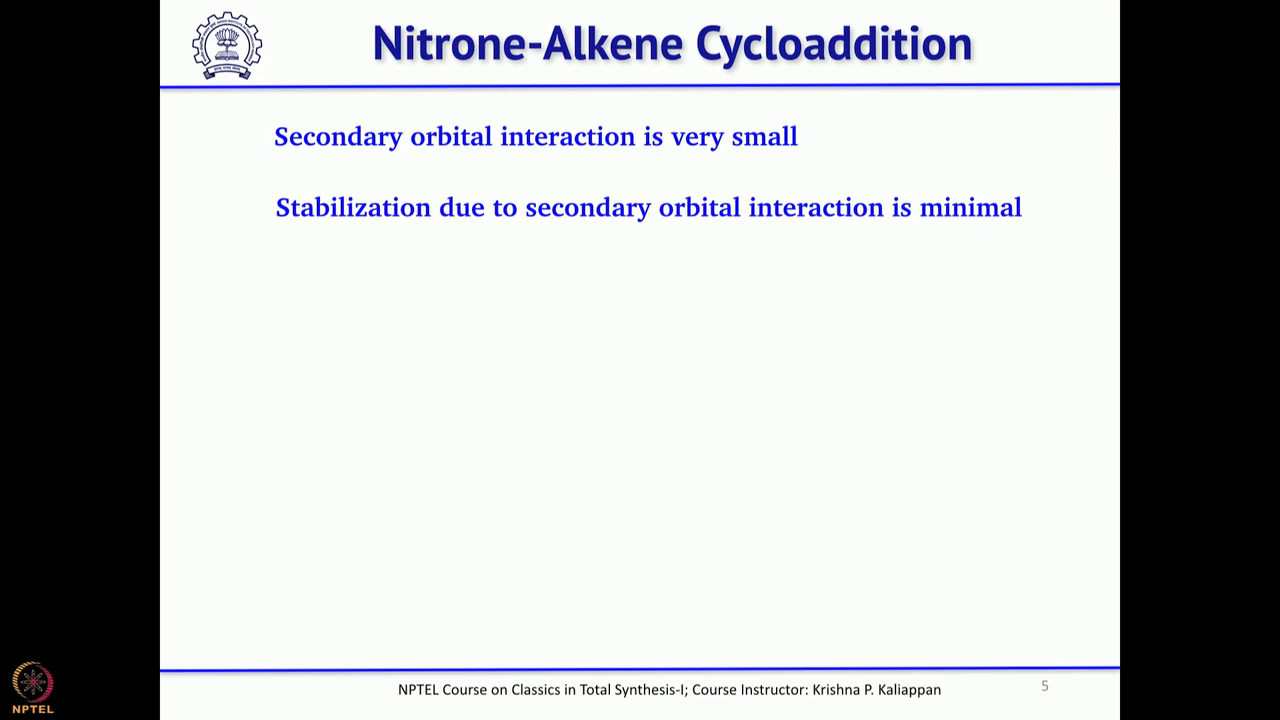 Nitrone-Alkene Cycloaddition
Secondary orbital interaction is very small
Stabilization due to secondary orbital interaction is minimal
NPTEL Course on Classics in Total Synthesis-I; Course Instructor: Krishna P. Kaliappan
5
NPTEL